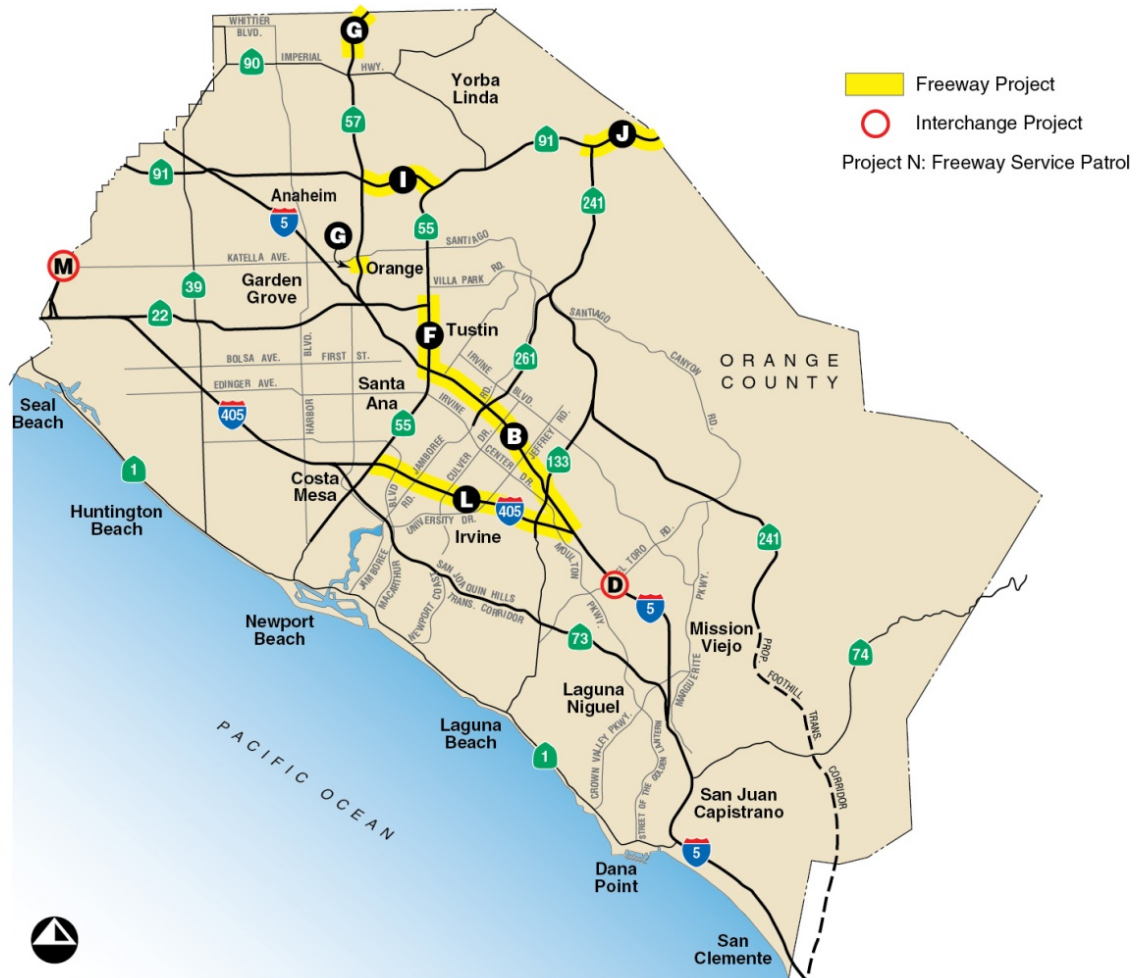 WHITTIER
BLVD.
G
90
IMPERIAL
HWY.
Yorba
Linda
57
91
J
91
I
Anaheim
5
55
241
G
M
KATELLA AVE.
SANTIAGO
Orange
39
Garden
Grove
VILLA PARK
RD.
22
F
Tustin
SANTIAGO
CANYON
RD.
BLVD.
BOLSA AVE.
FIRST ST.
261
IRVINE
BLVD.
EDINGER AVE.
Santa
Ana
RD.
IRVINE
CENTER
DR.
HARBOR
405
55
B
JEFFREY
RD.
JAMBOREE
RD.
CULVER
DR.
133
BLVD
Seal
Beach
1
Costa
Mesa
L
405
UNIVERSITY DR.
Irvine
Huntington
Beach
MOULTON
PKWY.
EL TORO
RD.
241
D
5
JAMBOREE
MACARTHUR
NEWPORT COAST
SAN JOAQUIN HILLS
TRANS. CORRIDOR
PKWY.
MARGUERITE
Newport
Beach
73
Mission
Viejo
PROP.
FOOTHILL
TRANS.
CORRIDOR
74
Laguna
Niguel
Laguna
Beach
1
CROWN VALLEY PKWY.
STREET OF THE GOLDEN LANTERN
San Juan
Capistrano
5
Dana
Point
San
Clemente
PACIFIC OCEAN
ORANGE
COUNTY
Freeway Project
Interchange Project
Project N: Freeway Service Patrol